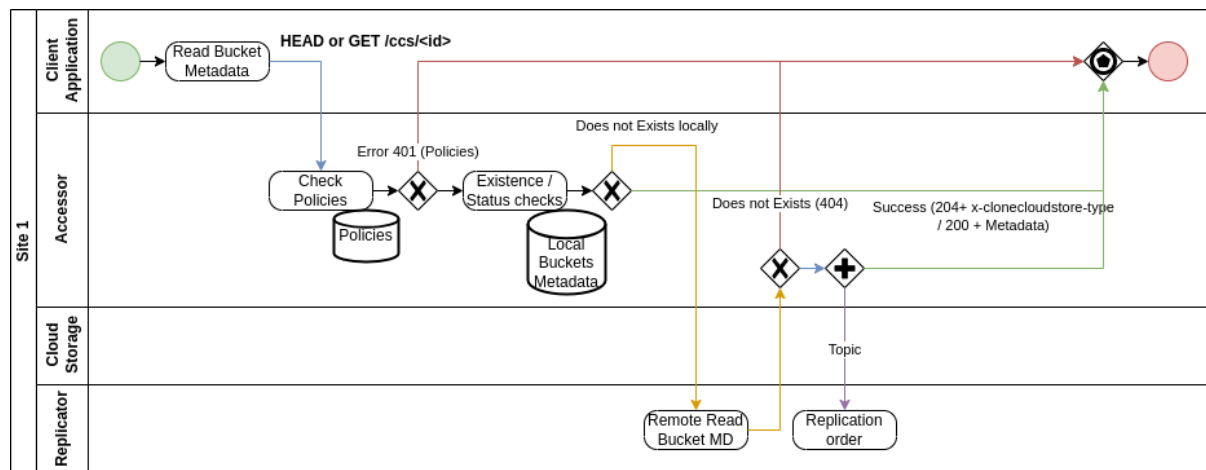 Site 1
Client
Application
Read Bucket
Metadata
HEAD or GET /ccs/<id>
Accessor
Does not Exists locally
Error 401 (Policies)
Check
Policies
Existence /
Status checks
Policies
Local
Buckets
Metadata
Does not Exists (404)
Success (204+ x-clonecloudstore-type
/ 200 + Metadata)
Cloud
Storage
Topic
Replicator
Remote Read
Bucket MD
Replication
order